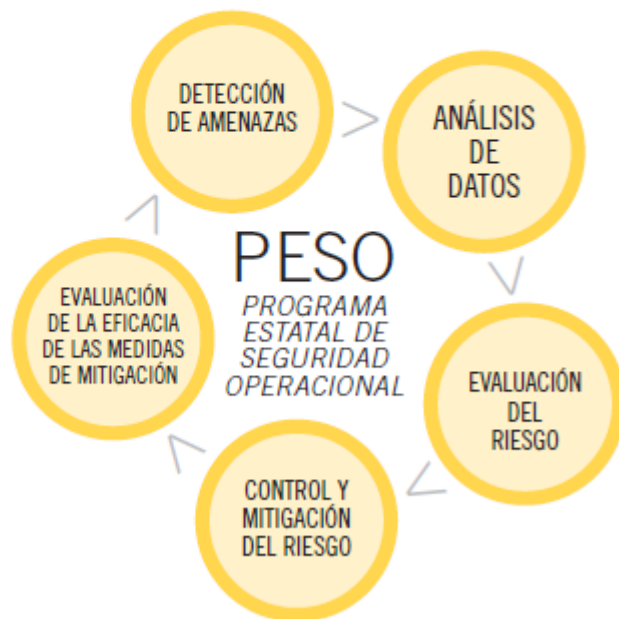 DETECCIÓN
DE AMENAZAS
ANÁLISIS
DE
DATOS
EVALUACIÓN
DEL
RIESGO
CONTROL Y
MITIGACIÓN
DEL RIESGO
EVALUACIÓN
DE LA EFICACIA
DE LAS MEDIDAS
DE MITIGACIÓN
PESO
PROGRAMA
ESTATAL DE
SEGURIDAD
OPERACIONAL